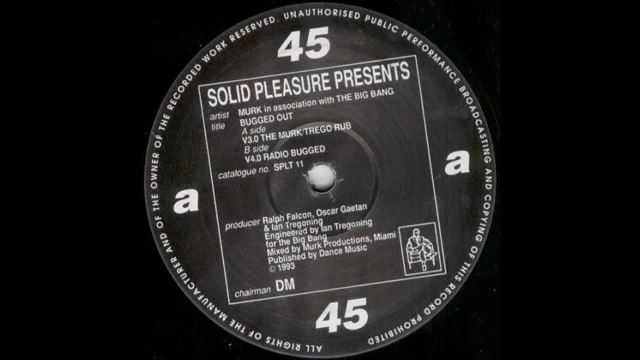 ALL RIGHTS OF THE MANUFACTURER AND OF THE OWNER OF THE RECORDED WORK RESERVED. UNAUTHORISED PUBLIC PERFORMANCE BROADCASTING AND COPYING OF THIS RECORD PROHIBITED
45
SOLID PLEASURE PRESENTS
artist MURK in association with THE BIG BANG
title BUGGED OUT
A side
V3.0 THE MURK/TREGO RUB
B side
V4.0 RADIO BUGGED
catalogue no. SPLT 11
a
a
producer Ralph Falcon, Oscar Gaetan
& Ian Tregoning
Engineered by Ian Tregoning
for the Big Bang
Mixed by Murk Productions, Miami
Published by Dance Music
© 1993
chairman DM
45